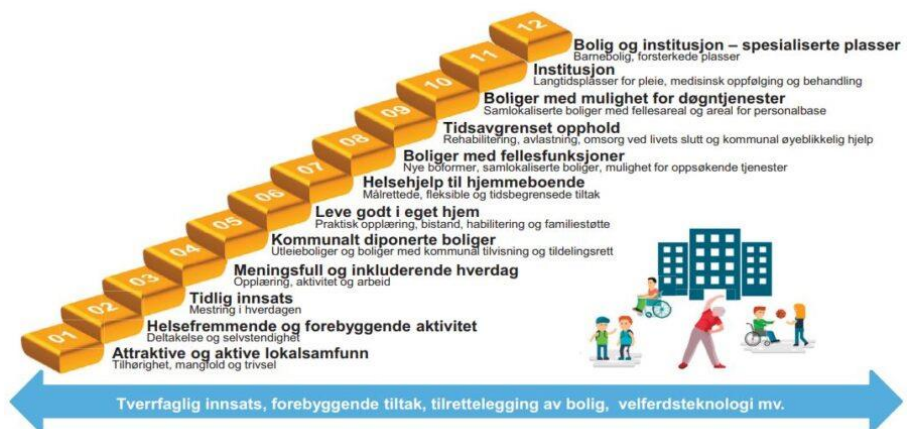 12
Bolig og institusjon – spesialiserte plasser
Barnebolig, forsterkede plasser
11
Institusjon
Langtidsplasser for pleie, medisinsk oppfølging og behandling
10
Boliger med mulighet for døgntjenester
Samlokaliserte boliger med fellesareal og areal for personalbase
09
Tidsavgrenset opphold
Rehabilitering, avlastning, omsorg ved livets slutt og kommunal øyeblikkelig hjelp
08
Boliger med fellesfunksjoner
Nye boformer, samlokaliserte boliger, mulighet for oppsøkende tjenester
07
Helsehjelp til hjemmeboende
Målrettede, fleksible og tidsbegrensede tiltak
06
Leve godt i eget hjem
Praktisk opplæring, bistand, habilitering og familiestøtte
05
Kommunalt diponerte boliger
Utleieboliger og boliger med kommunal tilvisning og tildelingsrett
04
Meningsfull og inkluderende hverdag
Opplæring, aktivitet og arbeid
03
Tidlig innsats
Mestring i hverdagen
02
Helsefremmende og forebyggende aktivitet
Deltakelse og selvstendighet
01
Attraktive og aktive lokalsamfunn
Tilhørighet, mangfold og trivsel
Tverrfaglig innsats, forebyggende tiltak, tilrettelegging av bolig, velferdsteknologi mv.